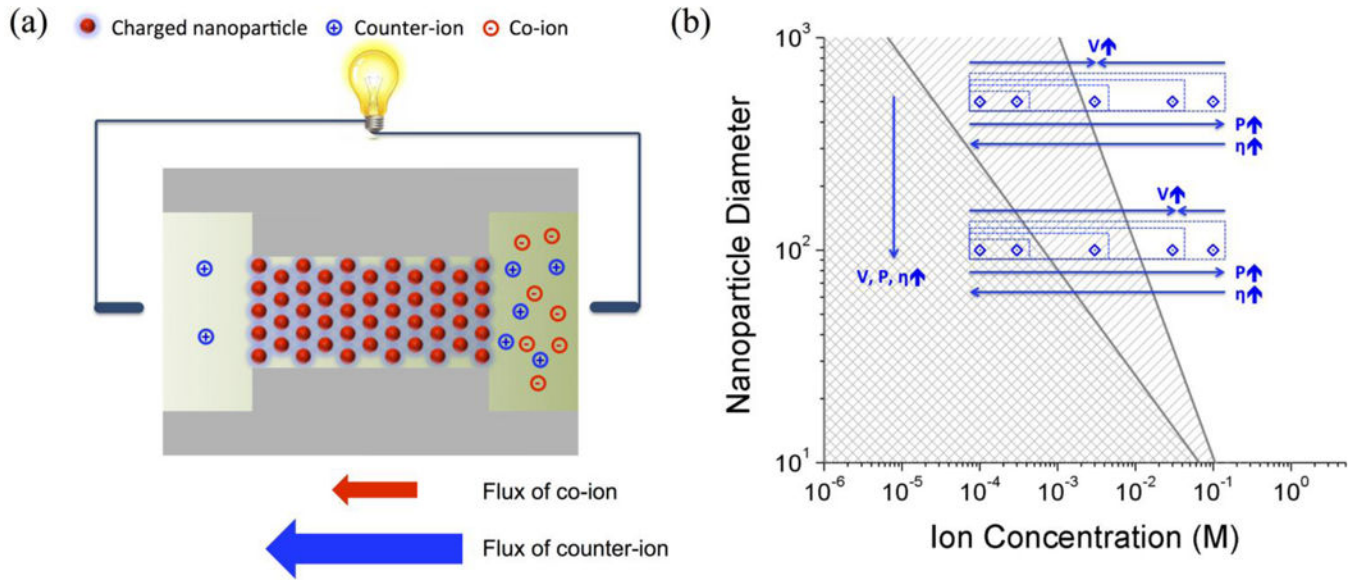 (a)
Charged nanoparticle
+ Counter-ion
- Co-ion
Flux of co-ion
Flux of counter-ion
(b)
Nanoparticle Diameter
10³
10²
10¹
V↑
P↑
η↑
V↑
V, P, η↑
P↑
η↑
10⁻⁶ 10⁻⁵ 10⁻⁴ 10⁻³ 10⁻² 10⁻¹ 10⁰
Ion Concentration (M)